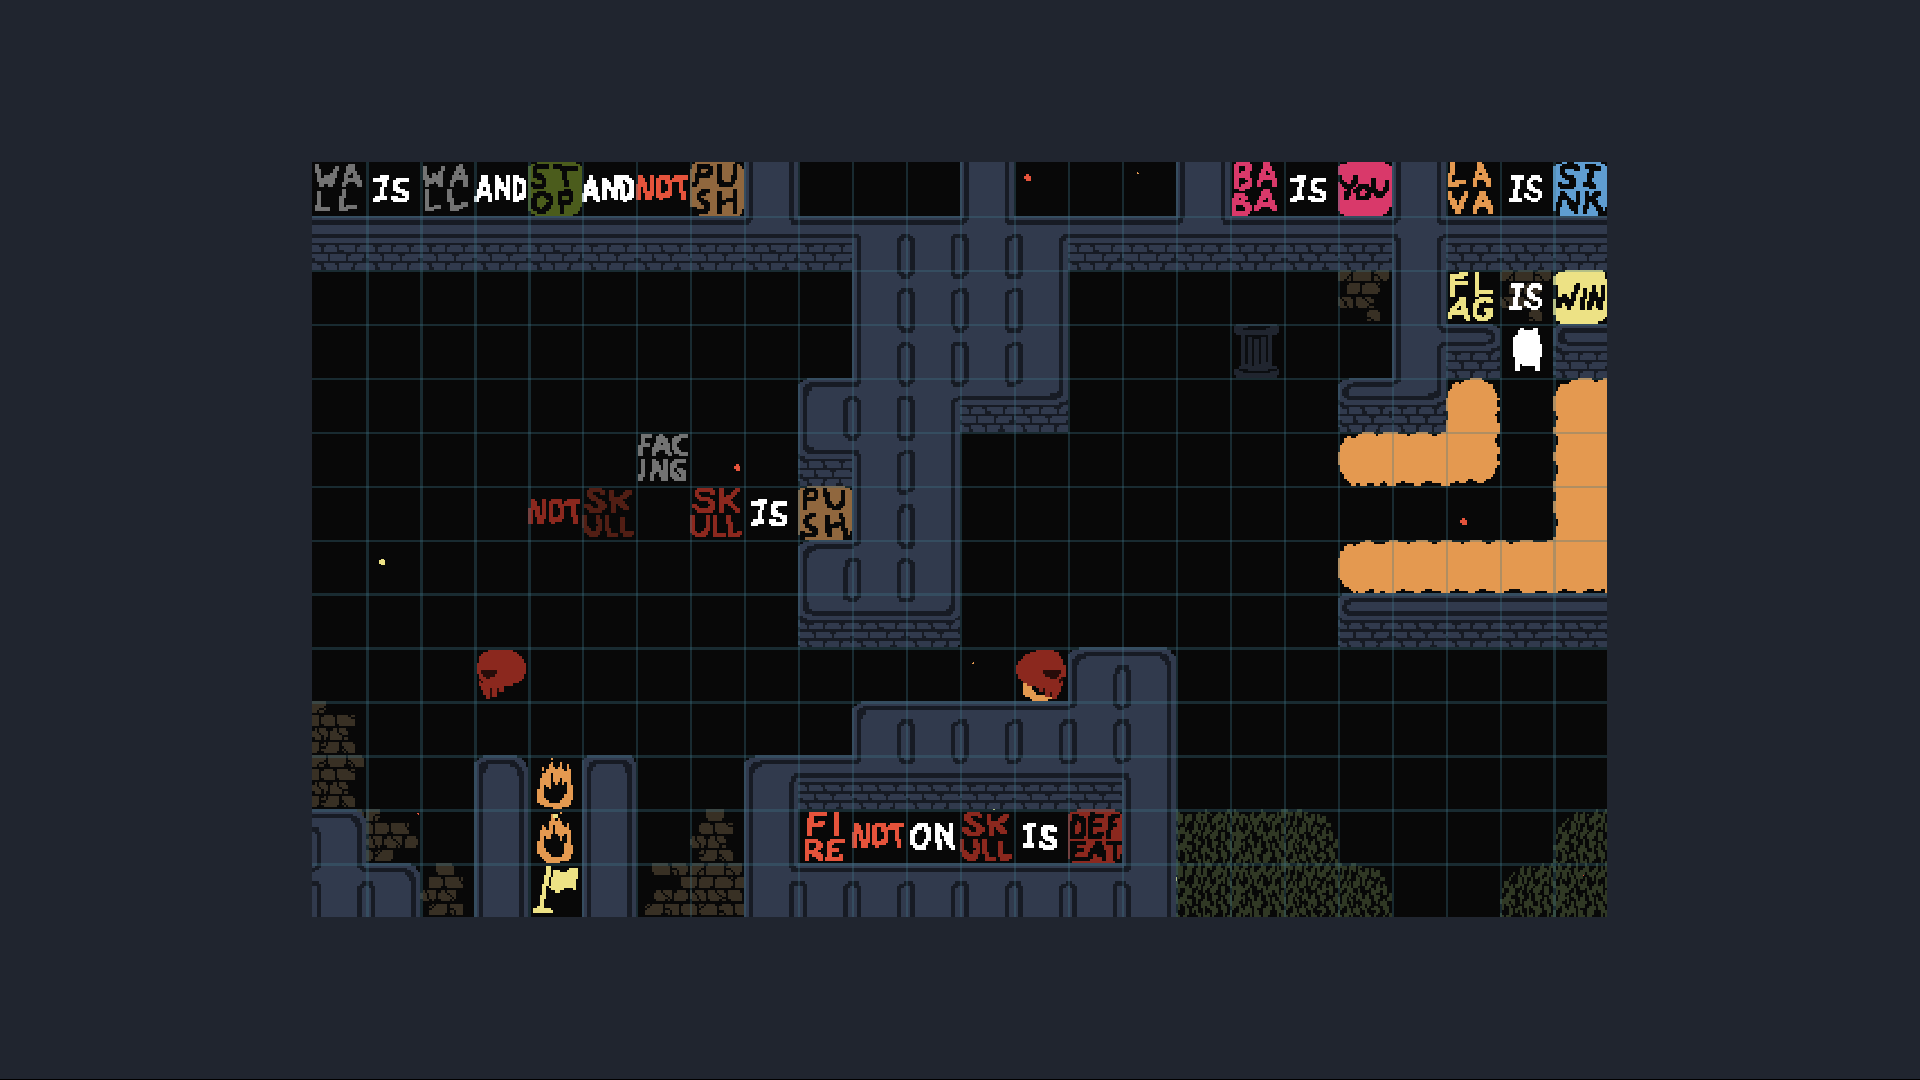 WALL IS WALL AND STOP AND NOT PUSH
BABA IS YOU
LAVA IS SINK
FLAG IS WIN
FACING
NOT SKULL SKULL IS PUSH
FIRE NOT ON SKULL IS DEFEAT